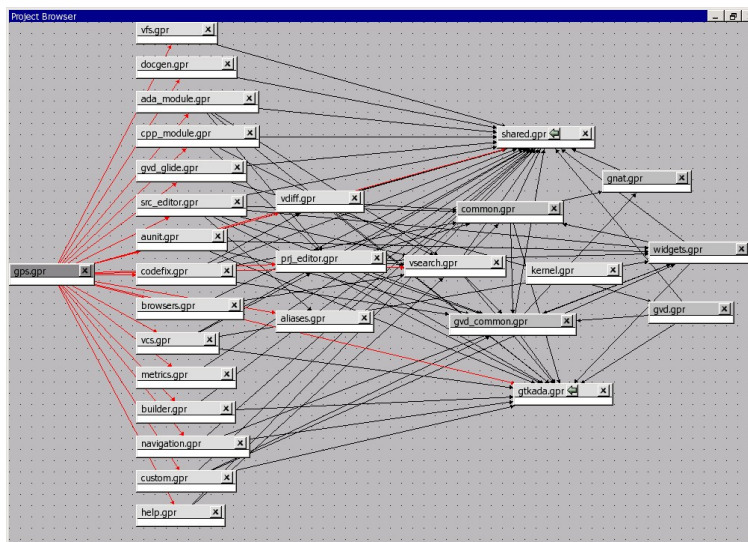 Project Browser
vfs.gpr
docgen.gpr
ada_module.gpr
cpp_module.gpr
shared.gpr
gvd_glide.gpr
gnat.gpr
src_editor.gpr
vdiff.gpr
common.gpr
aunit.gpr
widgets.gpr
gps.gpr
codefix.gpr
prj_editor.gpr
vsearch.gpr
kernel.gpr
browsers.gpr
aliases.gpr
gvd_common.gpr
gvd.gpr
vcs.gpr
metrics.gpr
gtkada.gpr
builder.gpr
navigation.gpr
custom.gpr
help.gpr